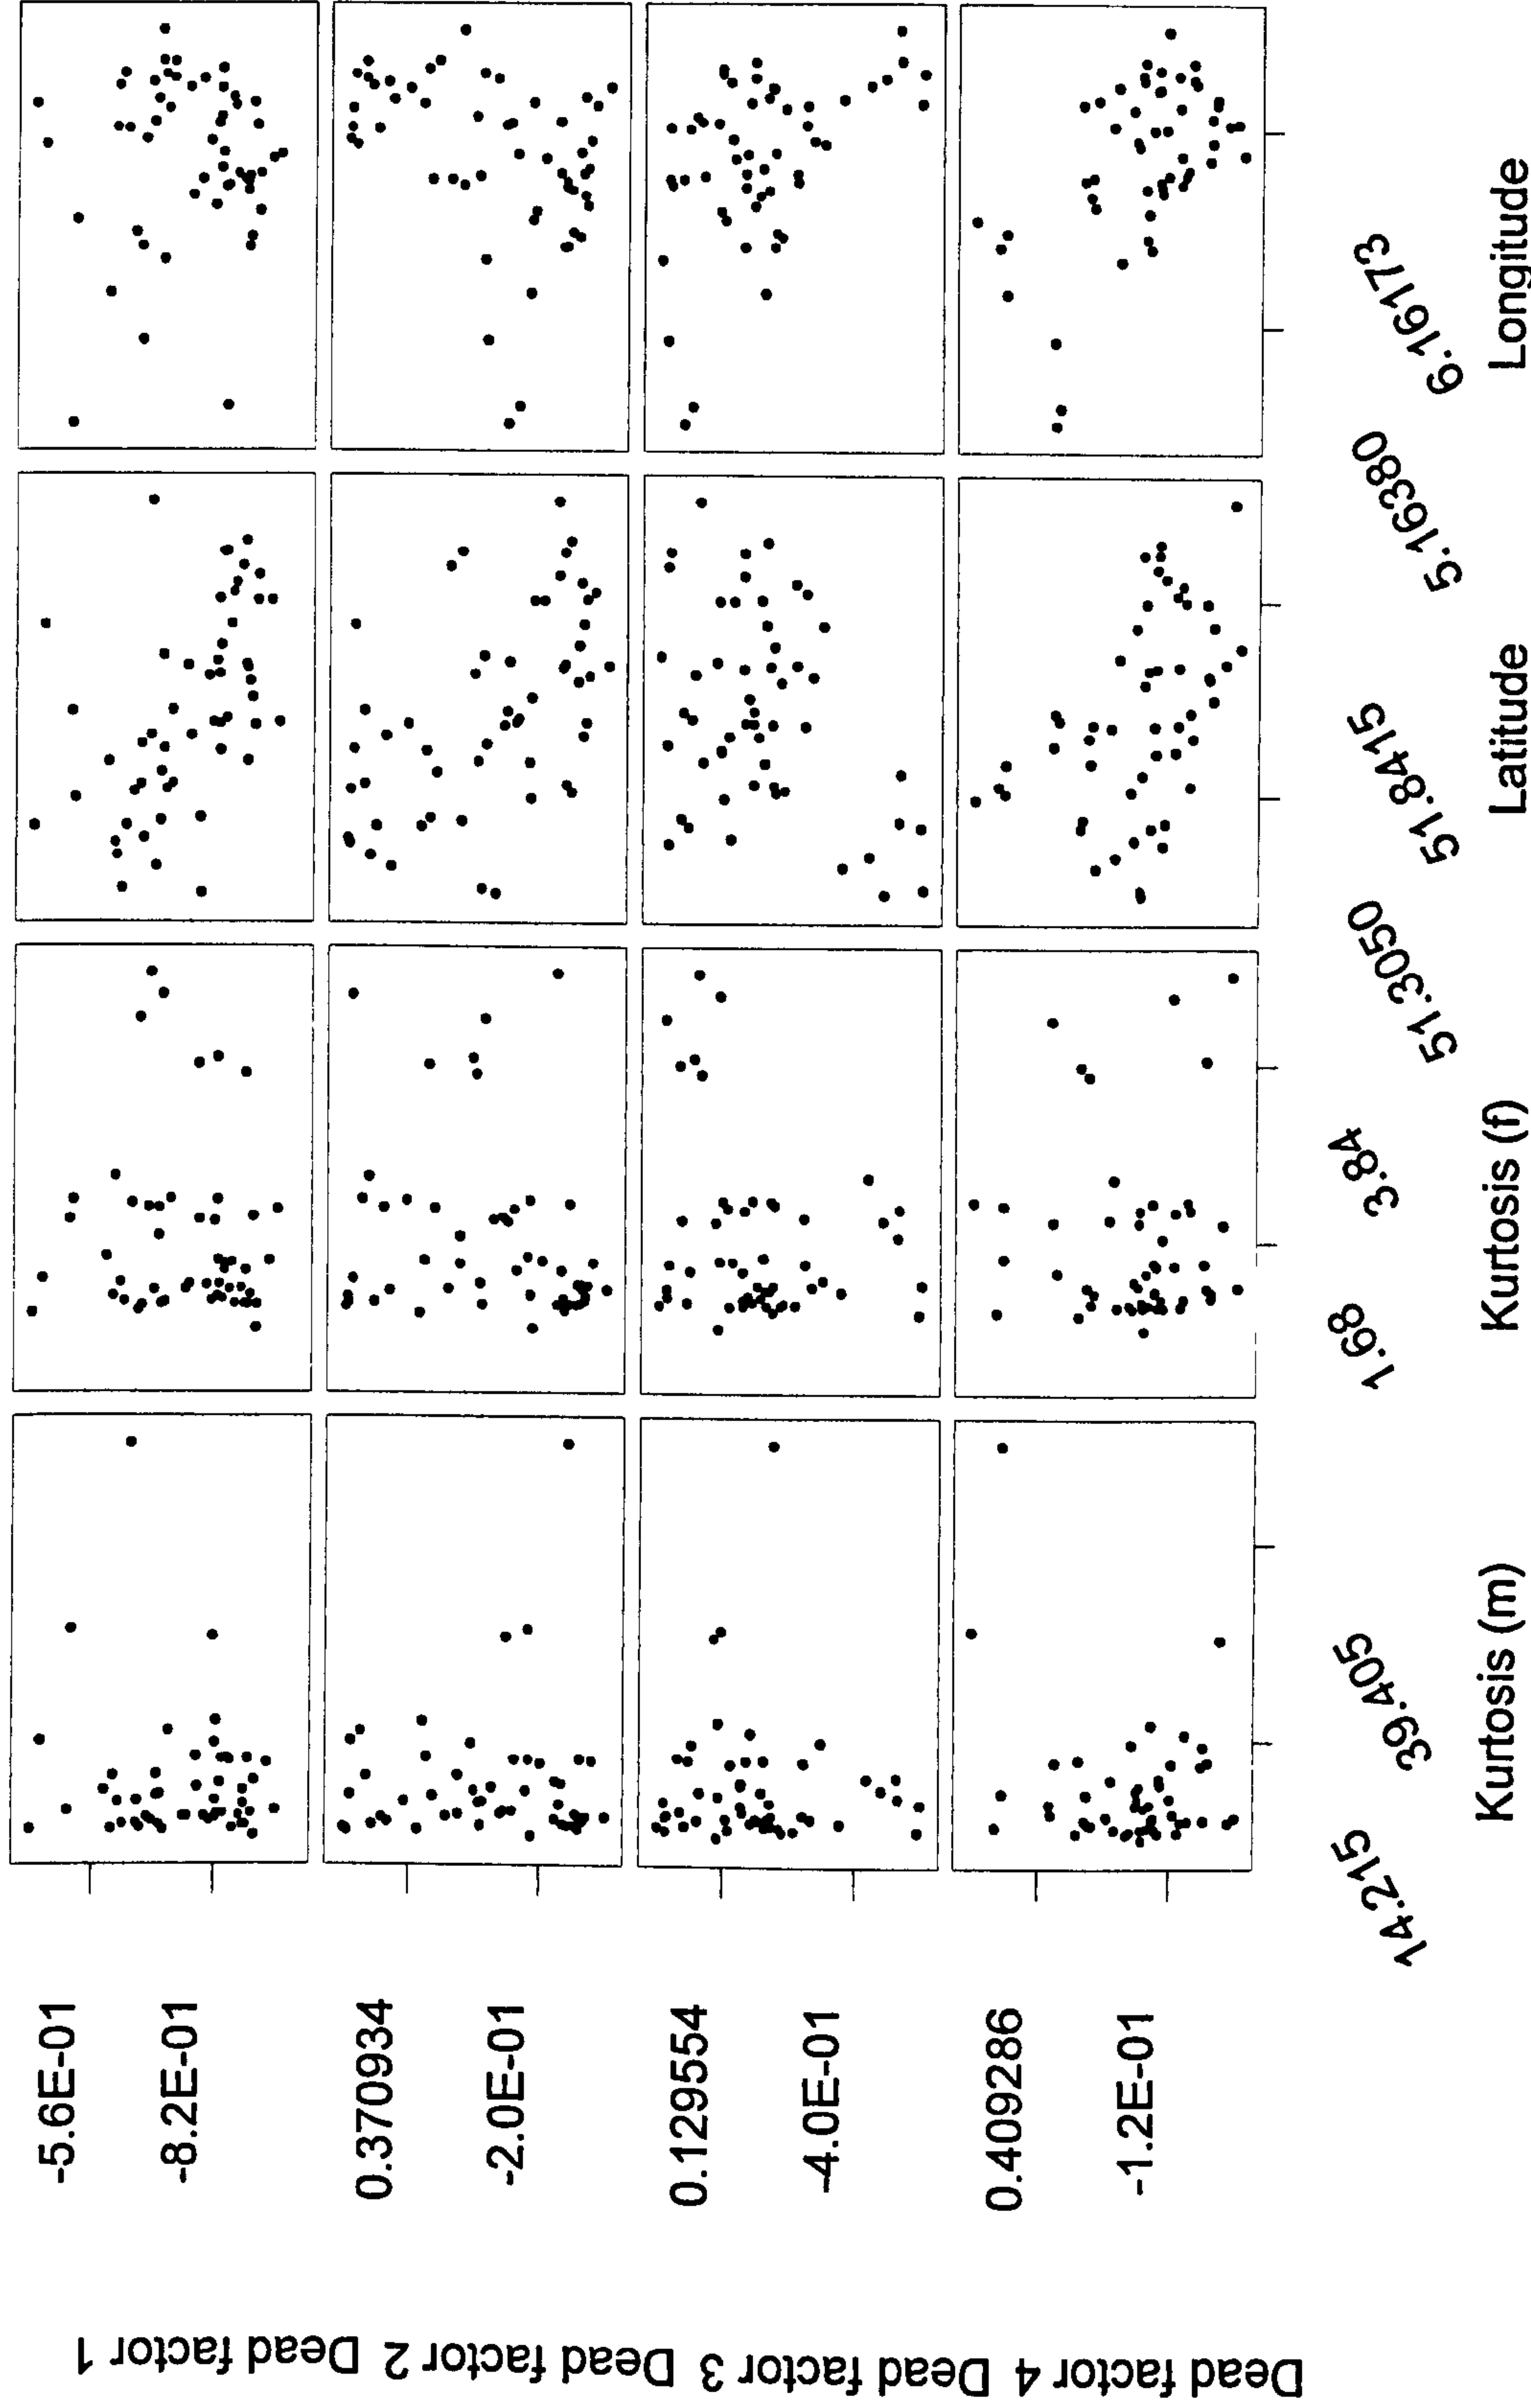 Dead factor 4 Dead factor 3 Dead factor 2 Dead factor 1
-5.6E-01
-8.2E-01
0.370934
-2.0E-01
0.129554
-4.0E-01
0.409286
-1.2E-01
14.215
39.405
1.68
3.84
51.3050
51.8415
5.16380
6.16173
Kurtosis (m)
Kurtosis (f)
Latitude
Longitude